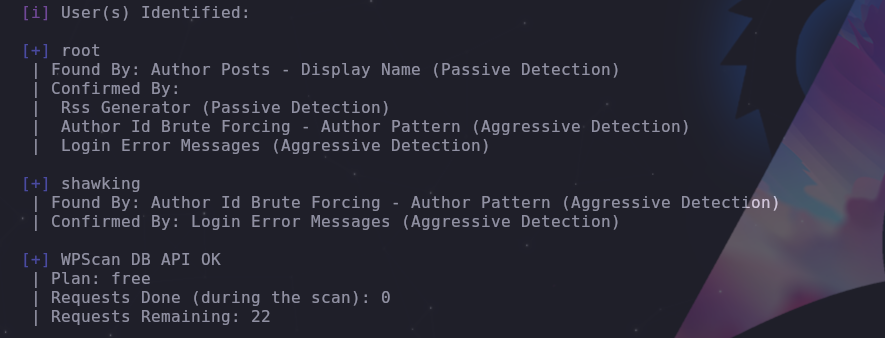 [i] User(s) Identified:
[+] root
| Found By: Author Posts - Display Name (Passive Detection)
| Confirmed By:
|  Rss Generator (Passive Detection)
|  Author Id Brute Forcing - Author Pattern (Aggressive Detection)
|  Login Error Messages (Aggressive Detection)
[+] shawking
| Found By: Author Id Brute Forcing - Author Pattern (Aggressive Detection)
| Confirmed By: Login Error Messages (Aggressive Detection)
[+] WPScan DB API OK
| Plan: free
| Requests Done (during the scan): 0
| Requests Remaining: 22